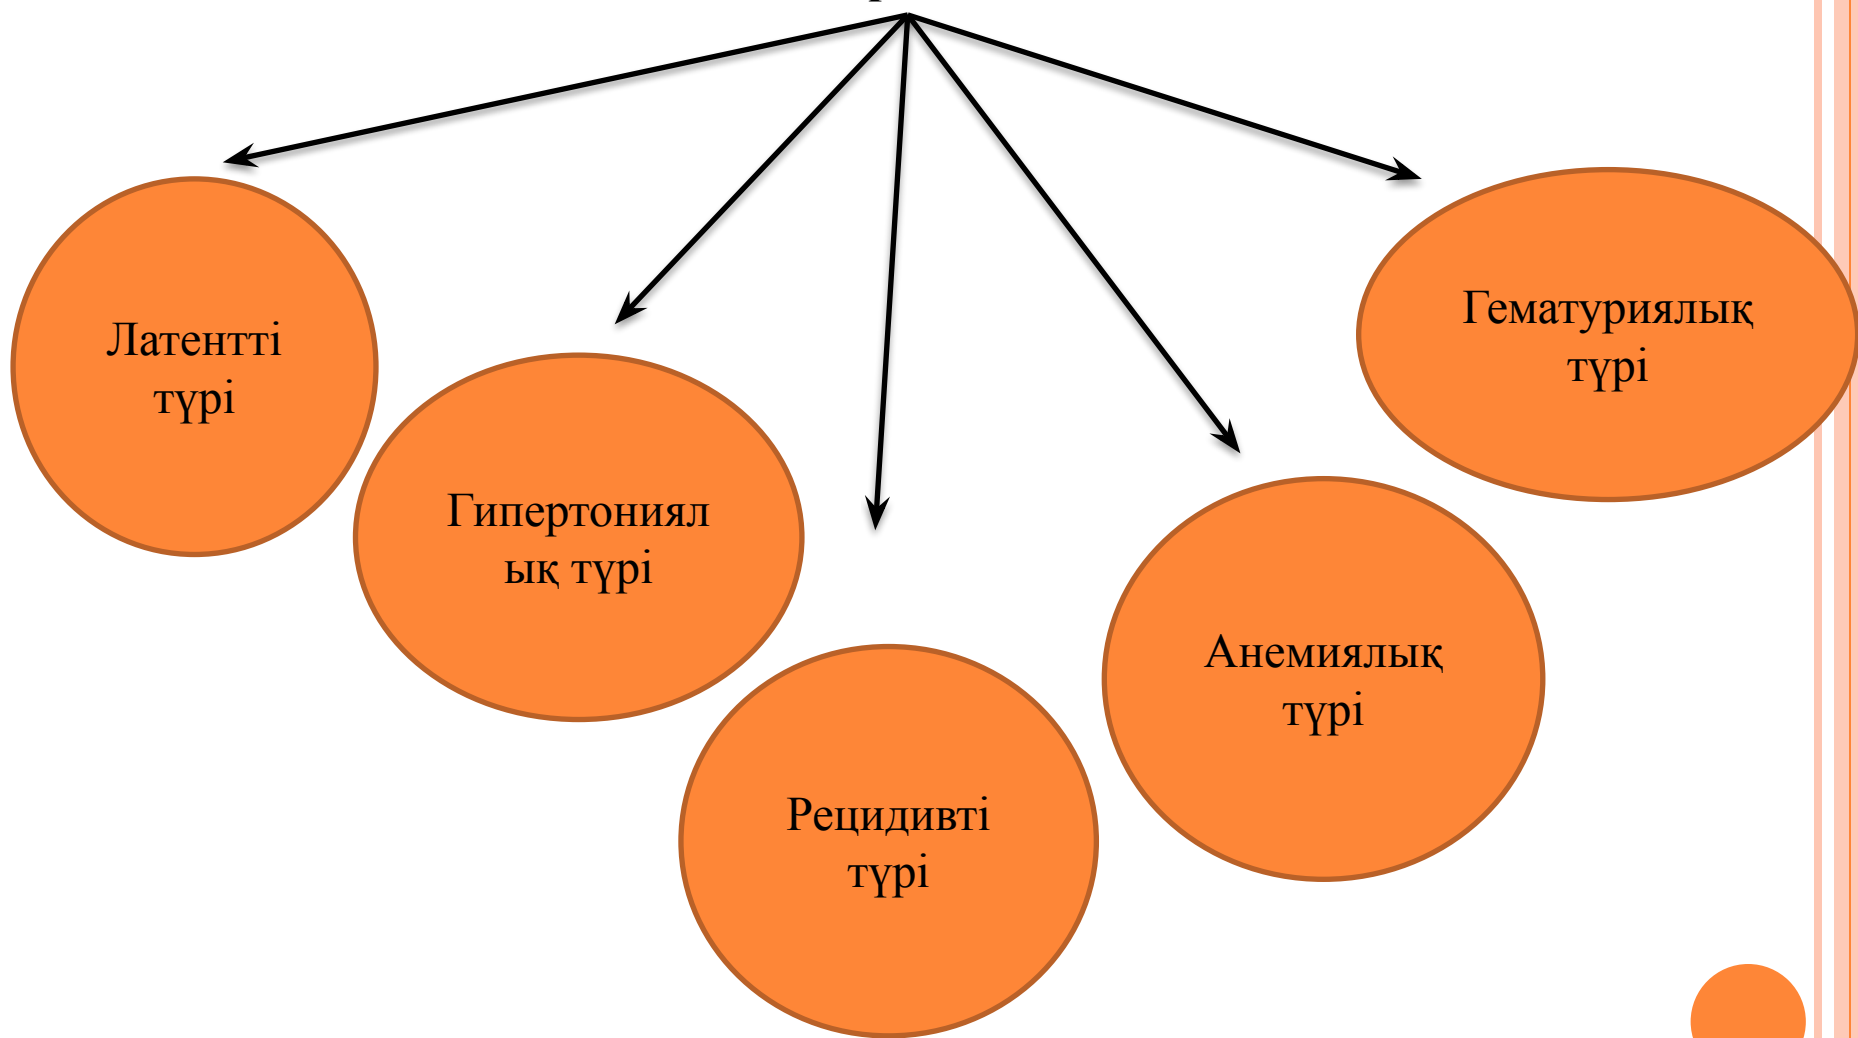 Латентті
түрі
Гипертониял
ық түрі
Рецидивті
түрі
Анемиялық
түрі
Гематуриялық
түрі